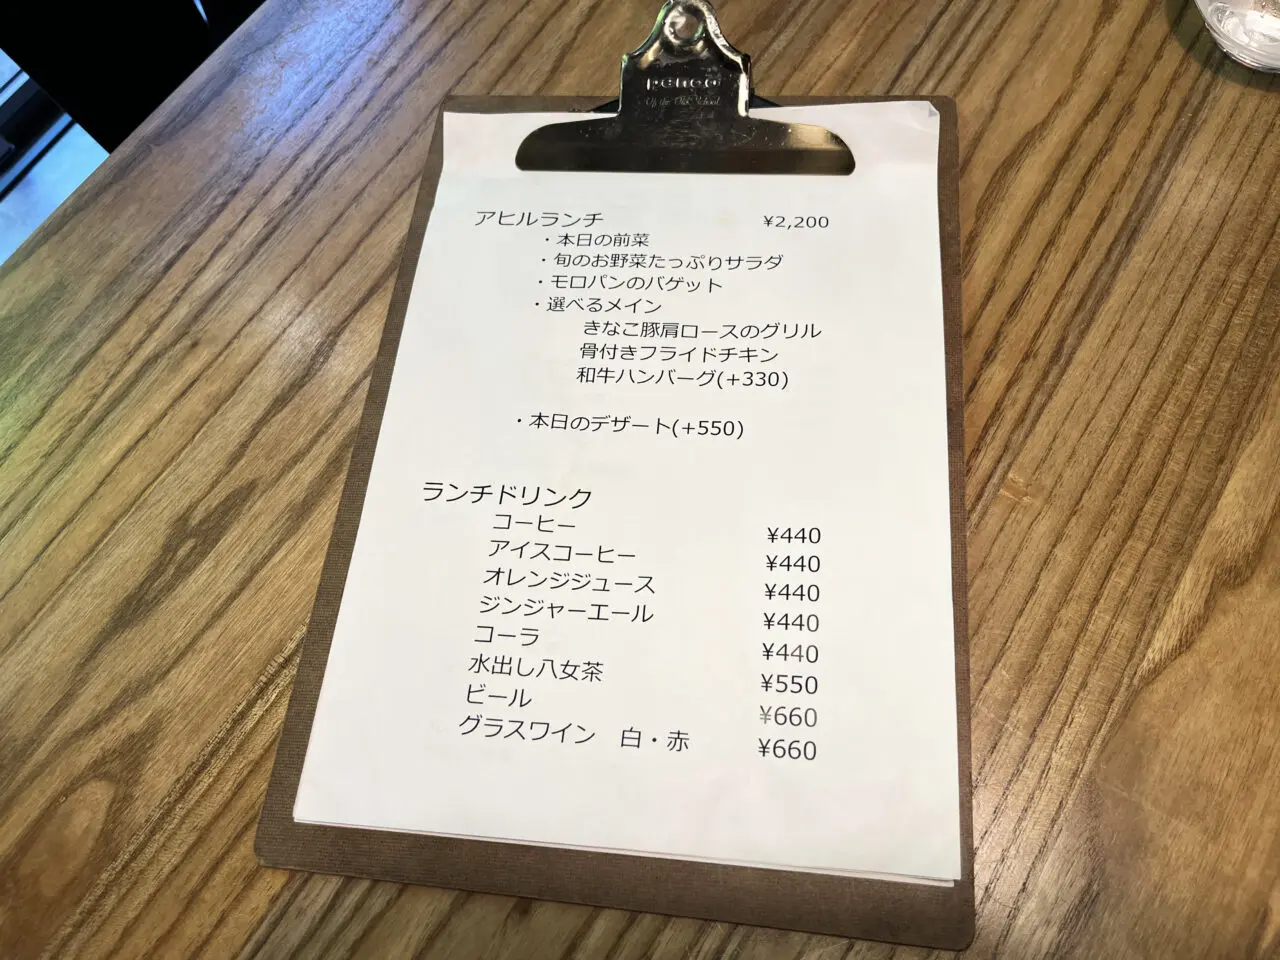 penco
Of the Old School
アヒルランチ ¥2,200
・本日の前菜
・旬のお野菜たっぷりサラダ
・モロパンのバゲット
・選べるメイン
きなこ豚肩ロースのグリル
骨付きフライドチキン
和牛ハンバーグ(+330)
・本日のデザート(+550)
ランチドリンク
コーヒー ¥440
アイスコーヒー ¥440
オレンジジュース ¥440
ジンジャーエール ¥440
コーラ ¥440
水出し八女茶 ¥550
ビール ¥660
グラスワイン 白・赤 ¥660